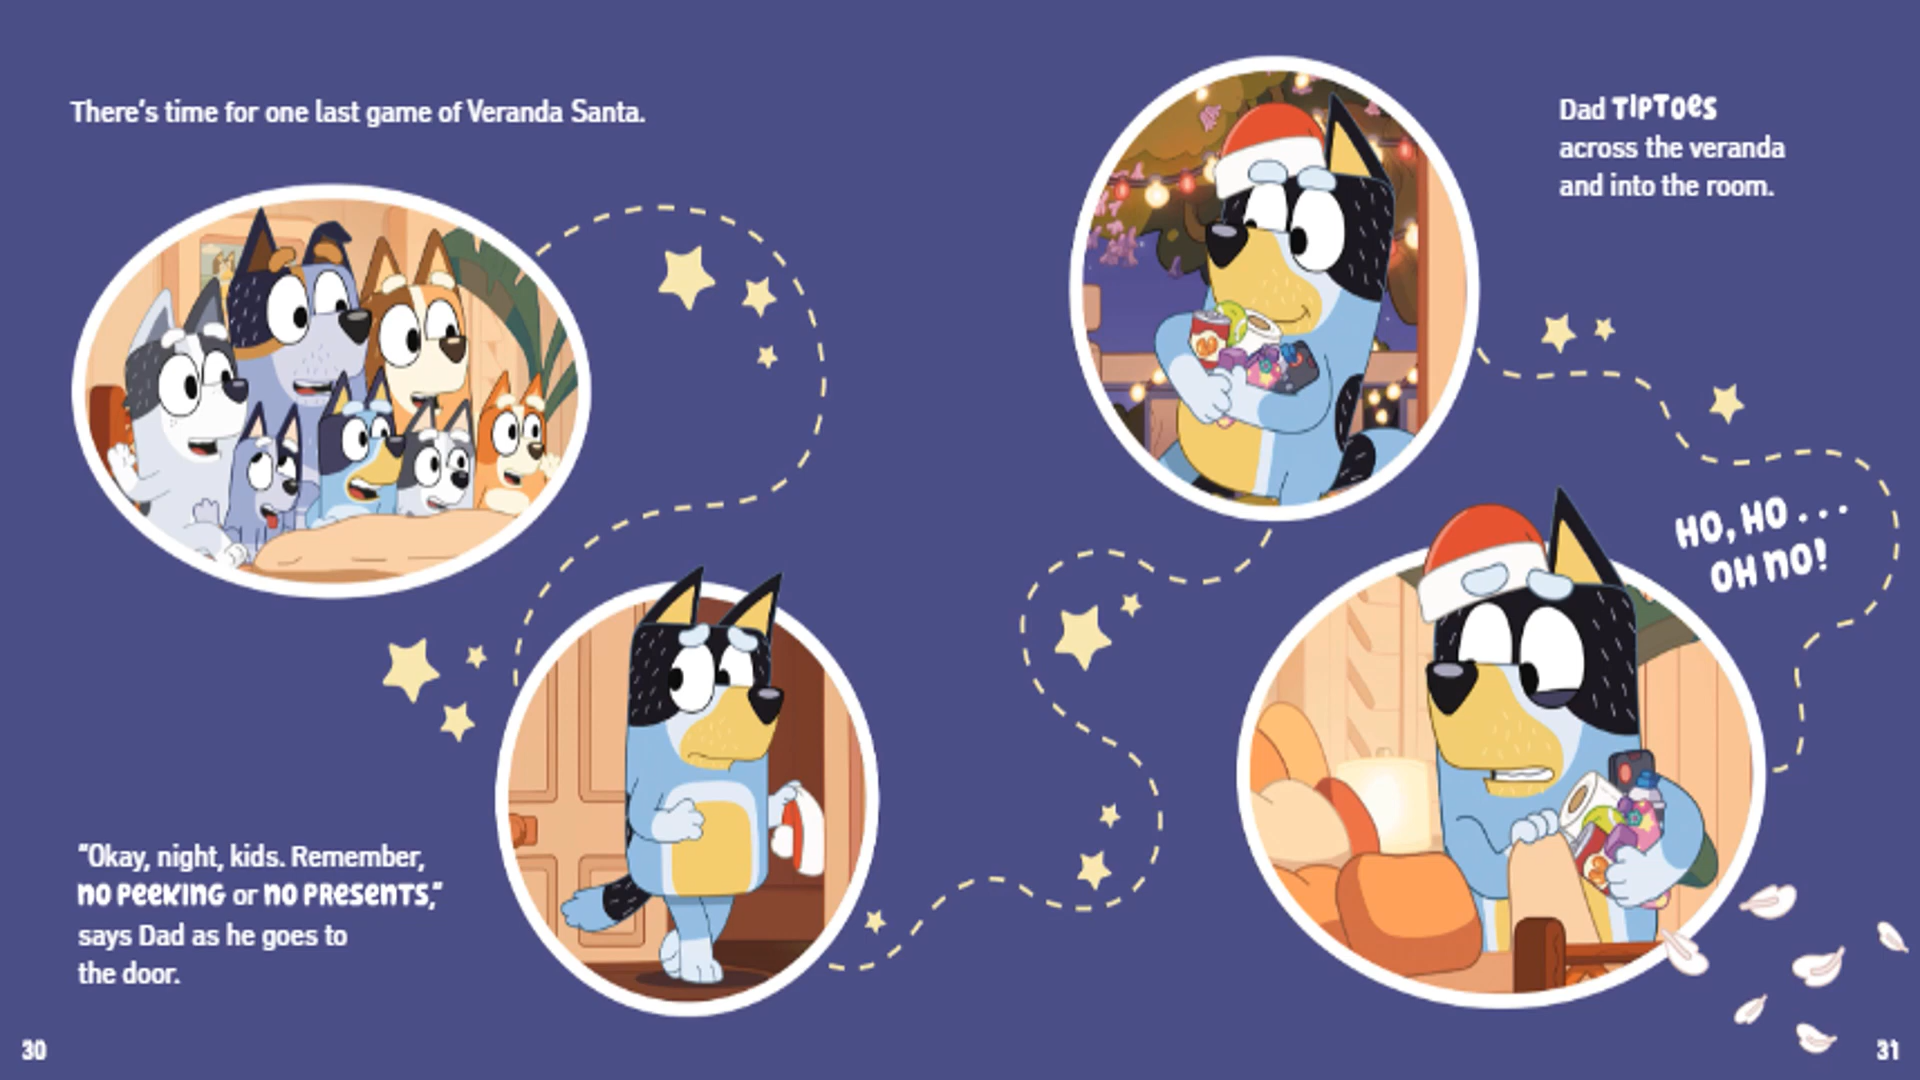 There's time for one last game of Veranda Santa.
"Okay, night, kids. Remember,
NO PEEKING or NO PRESENTS,"
says Dad as he goes to
the door.
30
Dad TIPTOES
across the veranda
and into the room.
HO, HO . . .
OH NO!
31